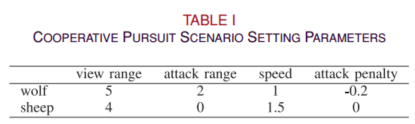 TABLE I
COOPERATIVE PURSUIT SCENARIO SETTING PARAMETERS
view range attack range speed attack penalty
wolf 5 2 1 -0.2
sheep 4 0 1.5 0